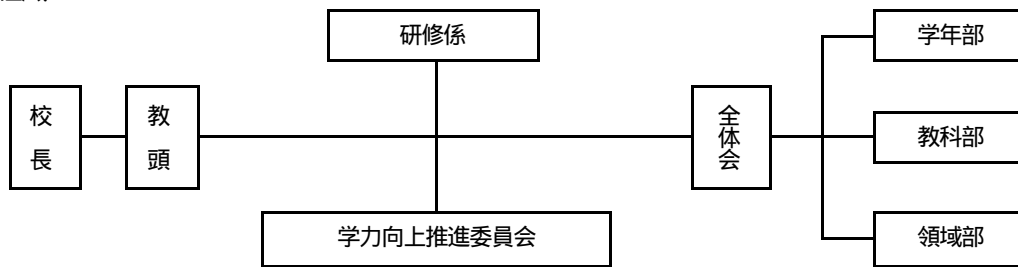 研修係
学年部
校長
教頭
全体会
教科部
学力向上推進委員会
領域部